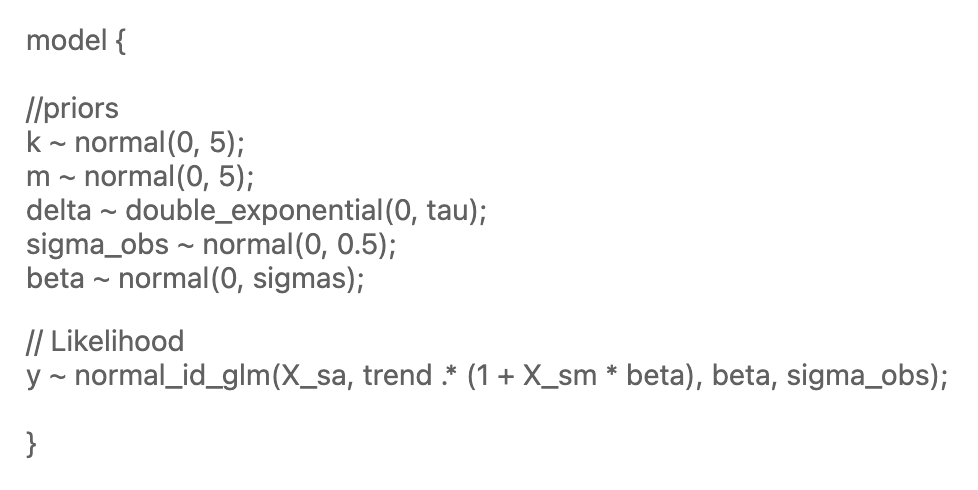 model {
//priors
k ~ normal(0, 5);
m ~ normal(0, 5);
delta ~ double_exponential(0, tau);
sigma_obs ~ normal(0, 0.5);
beta ~ normal(0, sigmas);
// Likelihood
y ~ normal_id_glm(X_sa, trend .* (1 + X_sm * beta), beta, sigma_obs);
}